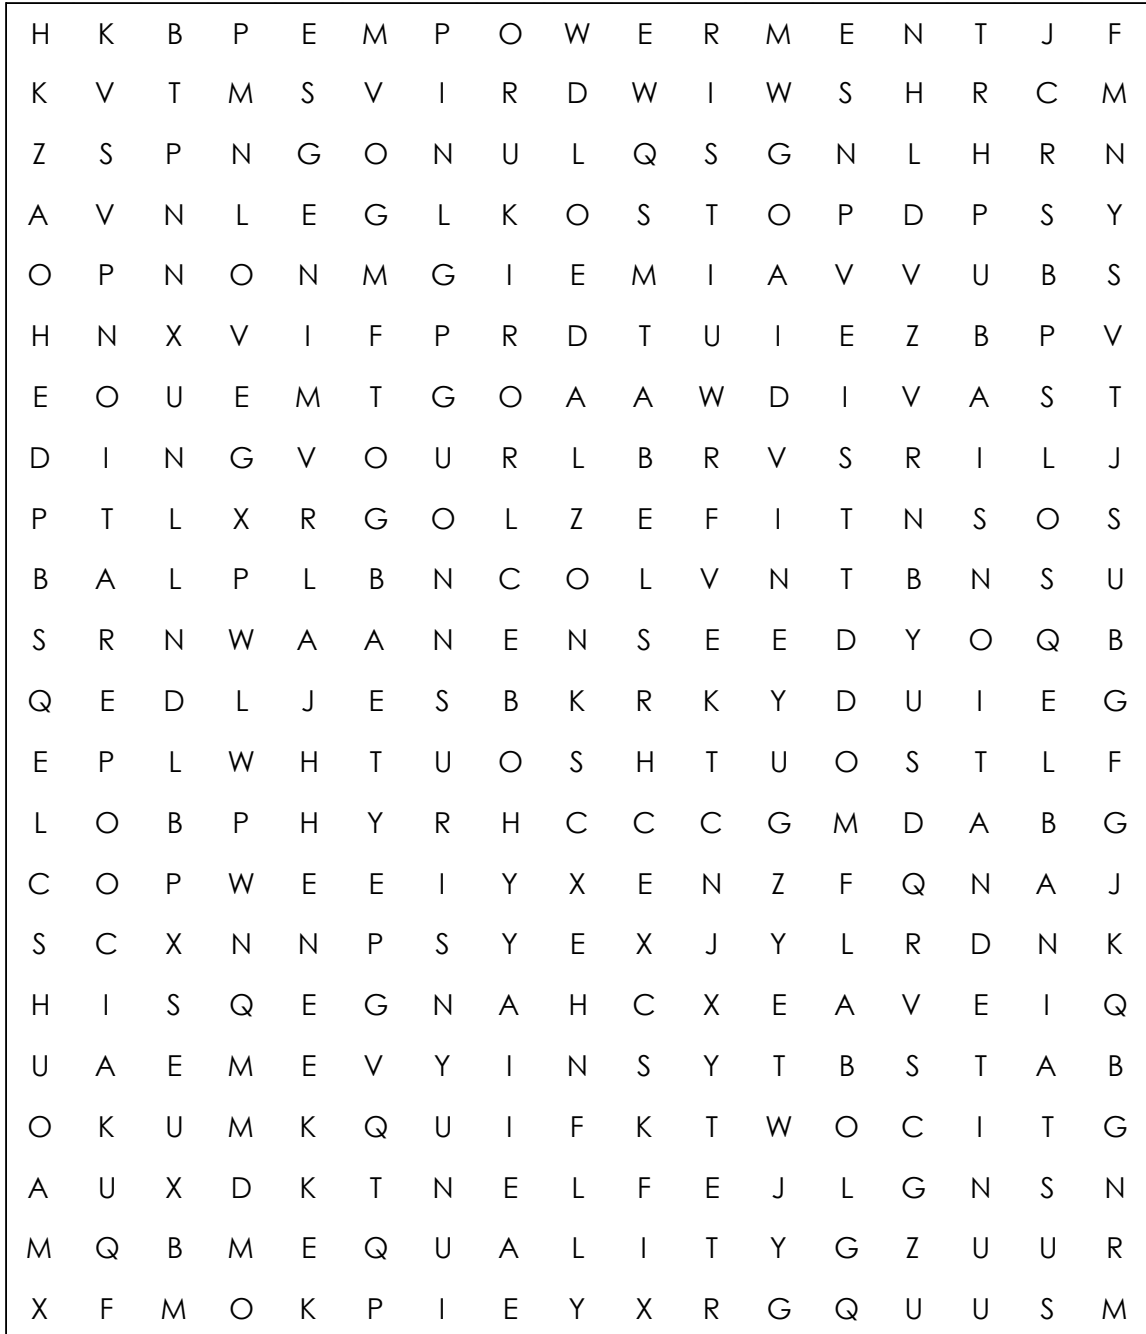 H K B P E M P O W E R M E N T J F
K V T M S V I R D W I W S H R C M
Z S P N G O N U L Q S G N L H R N
A V N L E G L K O S T O P D P S Y
O P N O N M G I E M I A V V U B S
H N X V I F P R D T U I E Z B P V
E O U E M T G O A A W D I V A S T
D I N G V O U R L B R V S R I L J
P T L X R G O L Z E F I T N S O S
B A L P L B N C O L V N T B N S U
S R N W A A N E N S E E D Y O Q B
Q E D L J E S B K R K Y D U I E G
E P L W H T U O S H T U O S T L F
L O B P H Y R H C C C G M D A B G
C O P W E E I Y X E N Z F Q N A J
S C X N N P S Y E X J Y L R D N K
H I S Q E G N A H C X E A V E I Q
U A E M E V Y I N S Y T B S T A B
O K U M K Q U I F K T W O C I T G
A U X D K T N E L F E J L G N S N
M Q B M E Q U A L I T Y G Z U U R
X F M O K P I E Y X R G Q U U S M